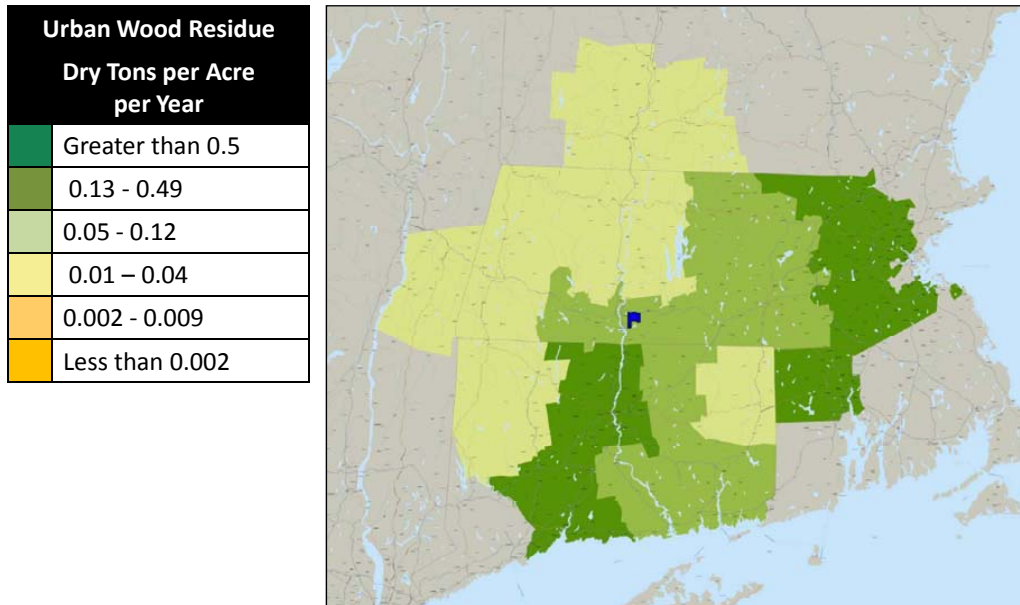 Urban Wood Residue
Dry Tons per Acre
per Year
Greater than 0.5
0.13 - 0.49
0.05 - 0.12
0.01 – 0.04
0.002 - 0.009
Less than 0.002